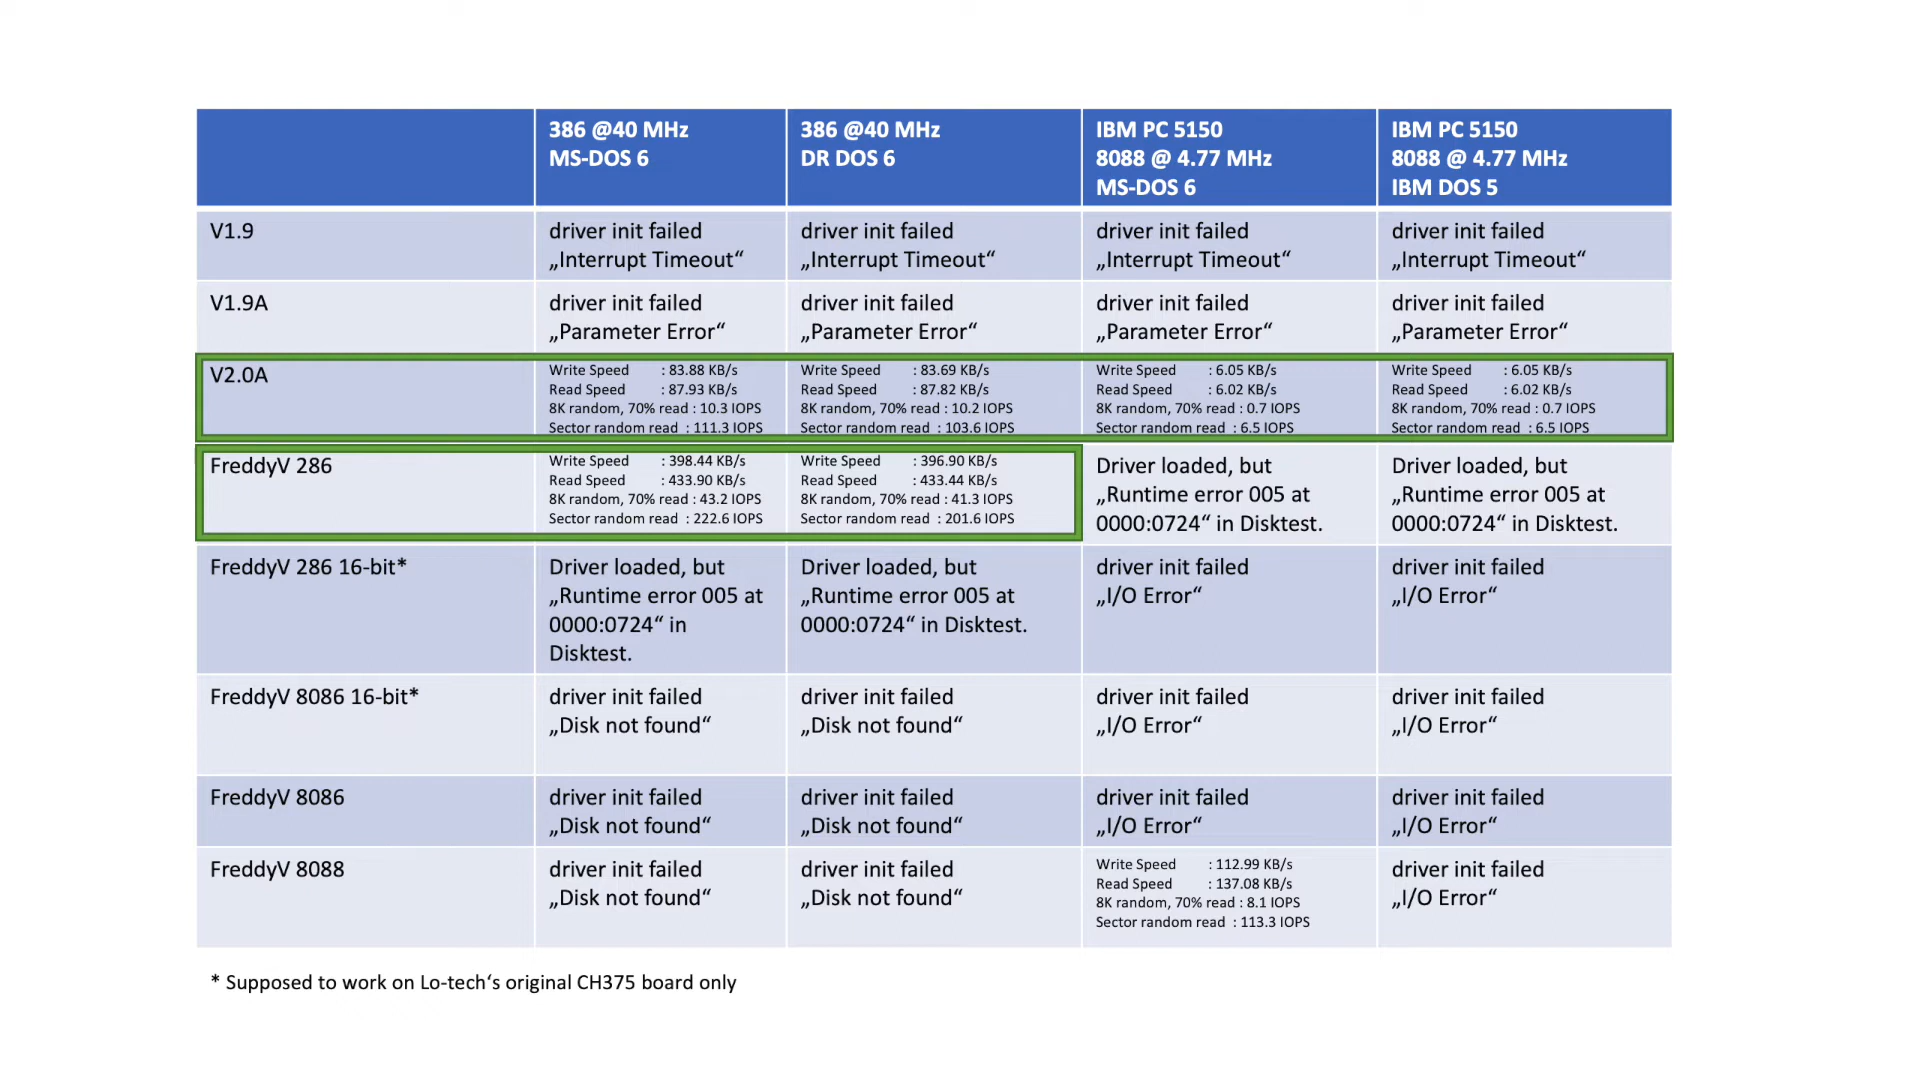 386 @40 MHz
MS-DOS 6
386 @40 MHz
DR DOS 6
IBM PC 5150
8088 @ 4.77 MHz
MS-DOS 6
IBM PC 5150
8088 @ 4.77 MHz
IBM DOS 5
V1.9
driver init failed
„Interrupt Timeout“
driver init failed
„Interrupt Timeout“
driver init failed
„Interrupt Timeout“
driver init failed
„Interrupt Timeout“
V1.9A
driver init failed
„Parameter Error“
driver init failed
„Parameter Error“
driver init failed
„Parameter Error“
driver init failed
„Parameter Error“
V2.0A
Write Speed : 83.88 KB/s
Read Speed : 87.93 KB/s
8K random, 70% read : 10.3 IOPS
Sector random read : 111.3 IOPS
Write Speed : 83.69 KB/s
Read Speed : 87.82 KB/s
8K random, 70% read : 10.2 IOPS
Sector random read : 103.6 IOPS
Write Speed : 6.05 KB/s
Read Speed : 6.02 KB/s
8K random, 70% read : 0.7 IOPS
Sector random read : 6.5 IOPS
Write Speed : 6.05 KB/s
Read Speed : 6.02 KB/s
8K random, 70% read : 0.7 IOPS
Sector random read : 6.5 IOPS
FreddyV 286
Write Speed : 398.44 KB/s
Read Speed : 433.90 KB/s
8K random, 70% read : 43.2 IOPS
Sector random read : 222.6 IOPS
Write Speed : 396.90 KB/s
Read Speed : 433.44 KB/s
8K random, 70% read : 41.3 IOPS
Sector random read : 201.6 IOPS
Driver loaded, but
„Runtime error 005 at
0000:0724“ in Disktest.
Driver loaded, but
„Runtime error 005 at
0000:0724“ in Disktest.
FreddyV 286 16-bit*
Driver loaded, but
„Runtime error 005 at
0000:0724“ in
Disktest.
Driver loaded, but
„Runtime error 005 at
0000:0724“ in Disktest.
driver init failed
„I/O Error“
driver init failed
„I/O Error“
FreddyV 8086 16-bit*
driver init failed
„Disk not found“
driver init failed
„Disk not found“
driver init failed
„I/O Error“
driver init failed
„I/O Error“
FreddyV 8086
driver init failed
„Disk not found“
driver init failed
„Disk not found“
driver init failed
„I/O Error“
driver init failed
„I/O Error“
FreddyV 8088
driver init failed
„Disk not found“
driver init failed
„Disk not found“
Write Speed : 112.99 KB/s
Read Speed : 137.08 KB/s
8K random, 70% read : 8.1 IOPS
Sector random read : 113.3 IOPS
driver init failed
„I/O Error“
* Supposed to work on Lo-tech‘s original CH375 board only